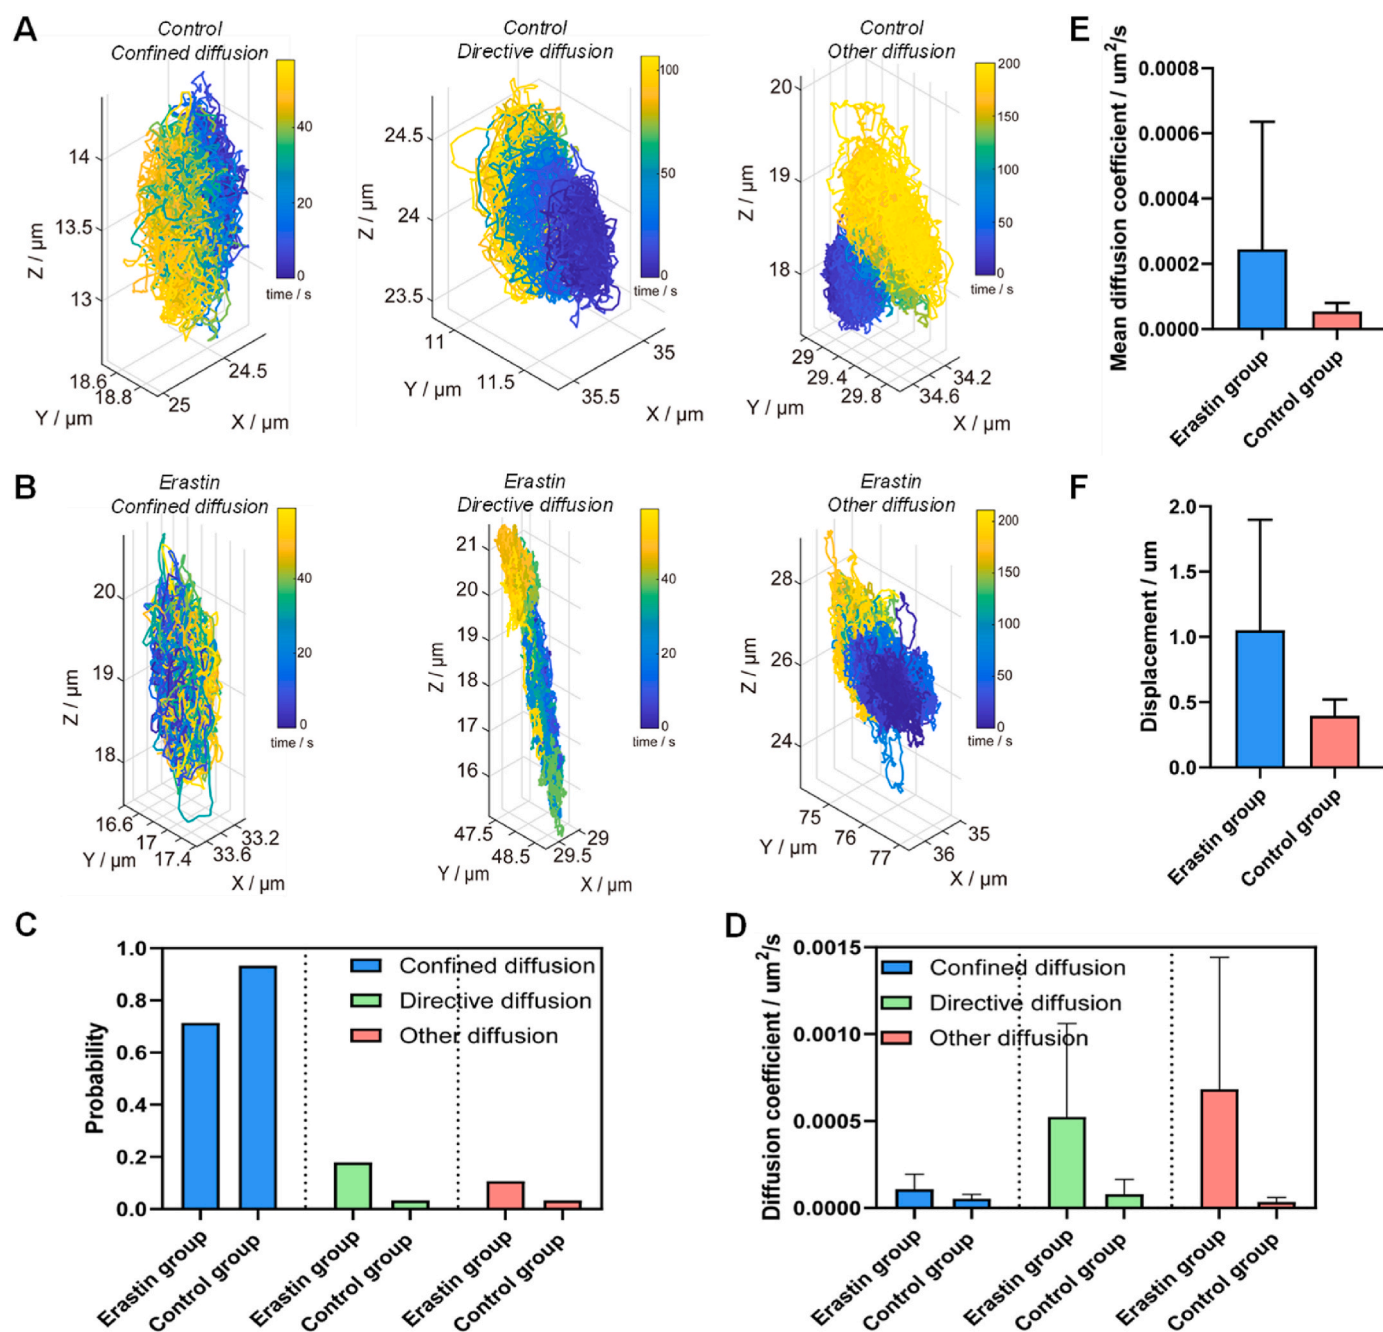 A
Control
Confined diffusion
14
13.5
13
Z / µm
18.6
18.8
Y / µm
25
24.5
X / µm
40
20
0
time / s
Control
Directive diffusion
24.5
24
23.5
Z / µm
11
11.5
Y / µm
35.5
35
X / µm
100
50
0
time / s
Control
Other diffusion
20
19
18
Z / µm
29
29.4
29.8
Y / µm
34.6
34.2
X / µm
200
150
100
50
0
time / s
E
Mean diffusion coefficient / um²/s
0.0008
0.0006
0.0004
0.0002
0.0000
Erastin group
Control group
B
Erastin
Confined diffusion
20
19
18
Z / µm
16.6
17
17.4
Y / µm
33.6
33.2
X / µm
40
20
0
time / s
Erastin
Directive diffusion
21
20
19
18
17
16
Z / µm
47.5
48.5
Y / µm
29.5
29
X / µm
40
20
0
time / s
Erastin
Other diffusion
28
26
24
Z / µm
75
76
77
Y / µm
36
35
X / µm
200
150
100
50
0
time / s
F
Displacement / um
2.0
1.5
1.0
0.5
0.0
Erastin group
Control group
C
Probability
1.0
0.8
0.6
0.4
0.2
0.0
Confined diffusion
Directive diffusion
Other diffusion
Erastin group
Control group
Erastin group
Control group
Erastin group
Control group
D
Diffusion coefficient / um²/s
0.0015
0.0010
0.0005
0.0000
Confined diffusion
Directive diffusion
Other diffusion
Erastin group
Control group
Erastin group
Control group
Erastin group
Control group